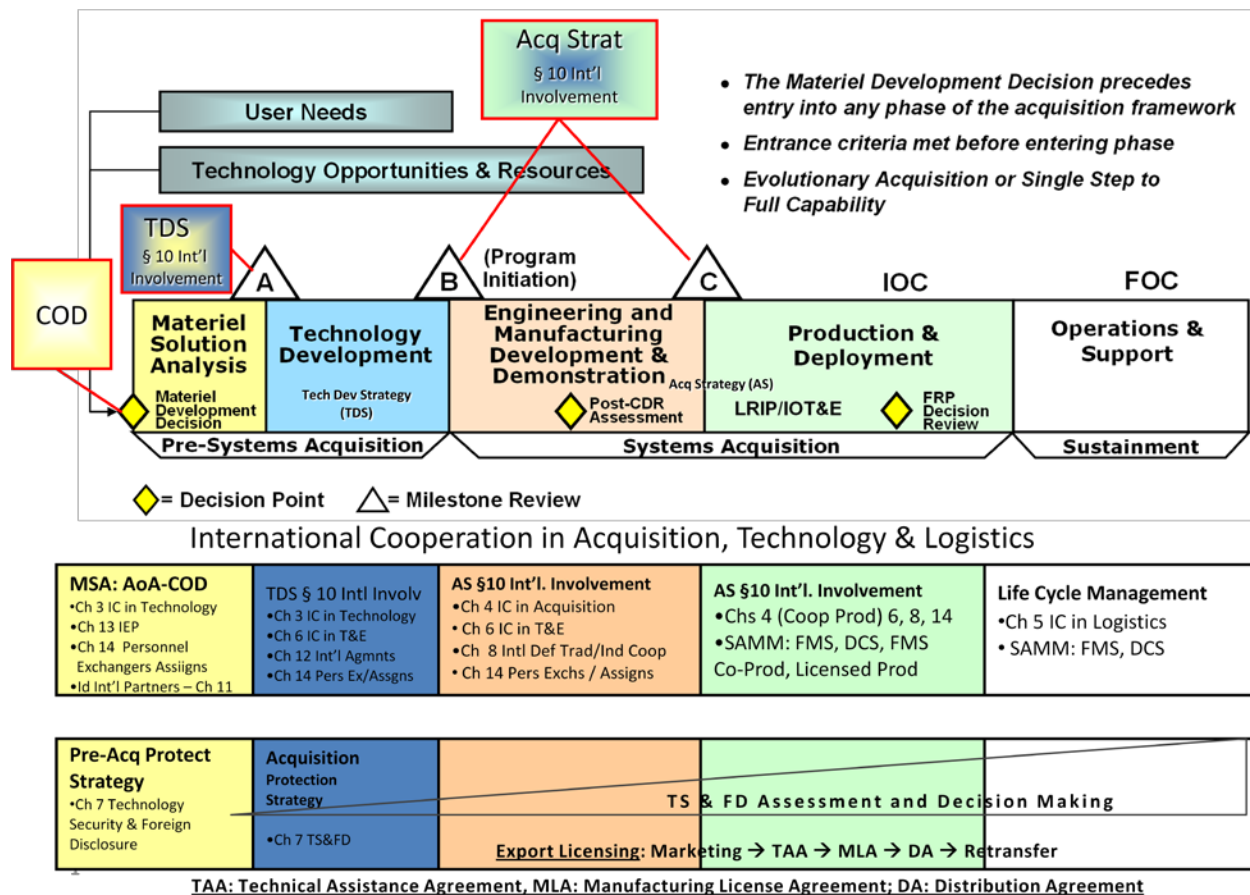 Acq Strat
§ 10 Int'l
Involvement
• The Materiel Development Decision precedes
entry into any phase of the acquisition framework
• Entrance criteria met before entering phase
• Evolutionary Acquisition or Single Step to
Full Capability
User Needs
Technology Opportunities & Resources
TDS
§ 10 Int'l
Involvement
COD
A
B
(Program
Initiation)
C
IOC
FOC
Materiel
Solution
Analysis
Materiel
Development
Decision
Technology
Development
Tech Dev Strategy
(TDS)
Engineering and
Manufacturing
Development &
Demonstration
Acq Strategy (AS)
Post-CDR
Assessment
Production &
Deployment
LRIP/IOT&E
FRP
Decision
Review
Operations &
Support
Pre-Systems Acquisition
Systems Acquisition
Sustainment
= Decision Point
= Milestone Review
International Cooperation in Acquisition, Technology & Logistics
MSA: AoA-COD
•Ch 3 IC in Technology
•Ch 13 IEP
•Ch 14 Personnel
Exchangers Assiigns
•Id Int'l Partners – Ch 11
TDS § 10 Intl Involv
•Ch 3 IC in Technology
•Ch 6 IC in T&E
•Ch 12 Int'l Agmnts
•Ch 14 Pers Ex/Assgns
AS §10 Int'l. Involvement
•Ch 4 IC in Acquisition
•Ch 6 IC in T&E
•Ch 8 Intl Def Trad/Ind Coop
•Ch 14 Pers Exchs / Assigns
AS §10 Int'l. Involvement
•Chs 4 (Coop Prod) 6, 8, 14
•SAMM: FMS, DCS, FMS
Co-Prod, Licensed Prod
Life Cycle Management
•Ch 5 IC in Logistics
• SAMM: FMS, DCS
Pre-Acq Protect
Strategy
•Ch 7 Technology
Security & Foreign
Disclosure
Acquisition
Protection
Strategy
•Ch 7 TS&FD
TS & FD Assessment and Decision Making
Export Licensing: Marketing → TAA → MLA → DA → Retransfer
TAA: Technical Assistance Agreement, MLA: Manufacturing License Agreement; DA: Distribution Agreement